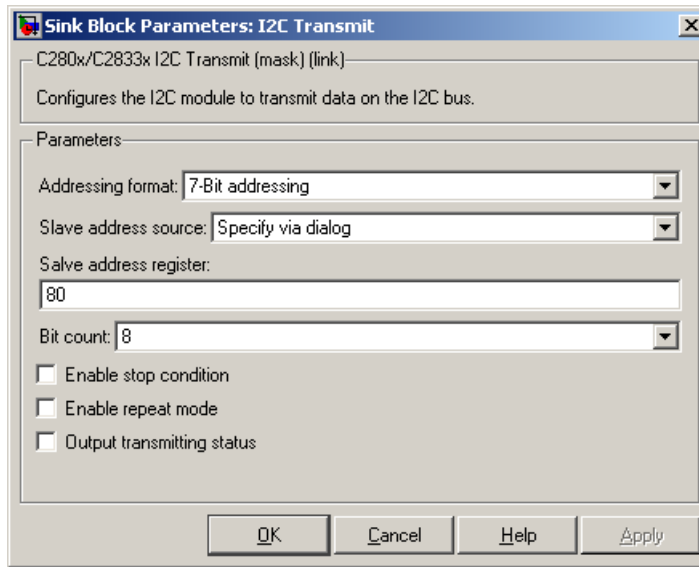 Sink Block Parameters: I2C Transmit
C280x/C2833x I2C Transmit (mask) (link)
Configures the I2C module to transmit data on the I2C bus.
Parameters
Addressing format: 7-Bit addressing
Slave address source: Specify via dialog
Salve address register:
80
Bit count: 8
Enable stop condition
Enable repeat mode
Output transmitting status
OK Cancel Help Apply